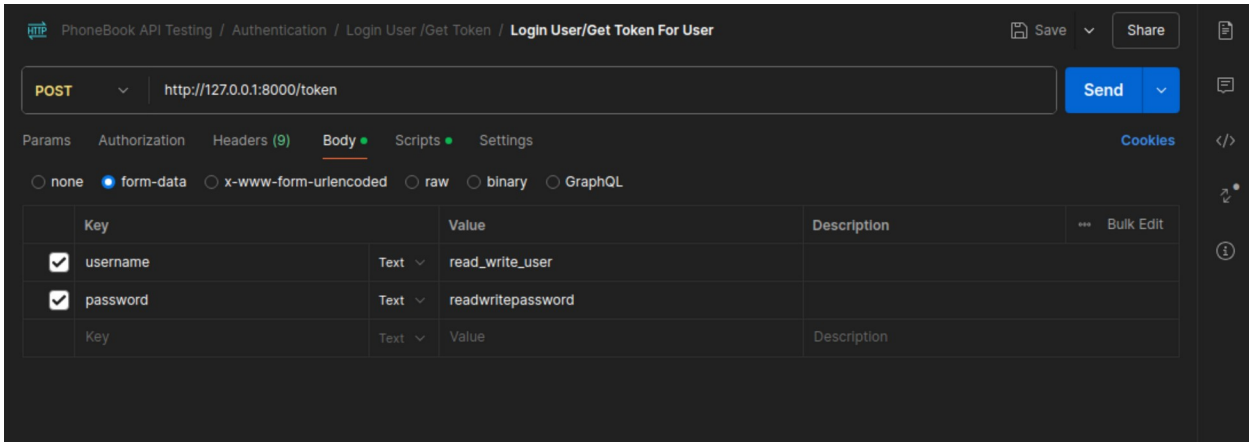 HTTP PhoneBook API Testing / Authentication / Login User /Get Token / Login User/Get Token For User Save Share
POST http://127.0.0.1:8000/token Send
Params Authorization Headers (9) Body Scripts Settings Cookies
none form-data x-www-form-urlencoded raw binary GraphQL
Key Value Description Bulk Edit
username Text read_write_user
password Text readwritepassword
Key Text Value Description